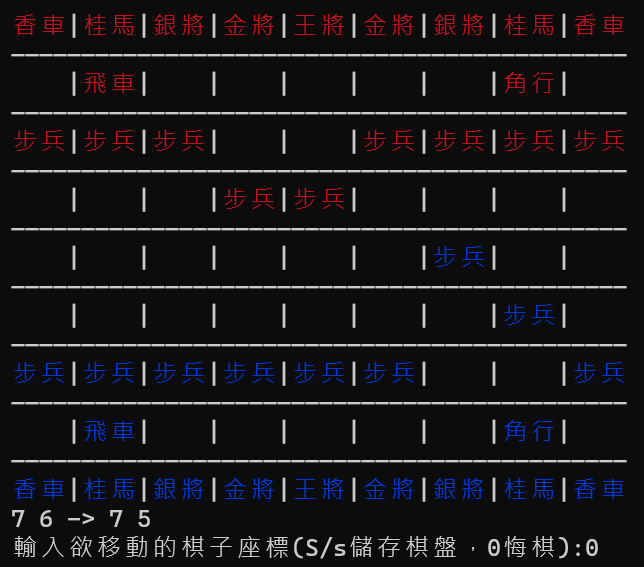 香車|桂馬|銀將|金將|王將|金將|銀將|桂馬|香車
|飛車| | | | | |角行|
步兵|步兵|步兵| | |步兵|步兵|步兵|步兵
| | |步兵|步兵| | | |
| | | | | |步兵| |
| | | | | | |步兵|
步兵|步兵|步兵|步兵|步兵|步兵| | |步兵
|飛車| | | | | |角行|
香車|桂馬|銀將|金將|王將|金將|銀將|桂馬|香車
7 6 -> 7 5
輸入欲移動的棋子座標(S/s儲存棋盤，0悔棋):0